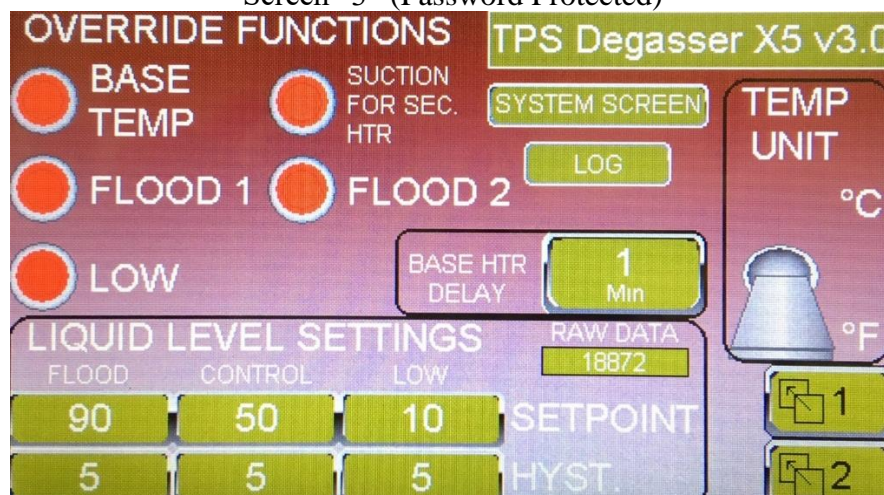 Screen "3" (Password Protected)
OVERRIDE FUNCTIONS
TPS Degasser X5 v3.0
BASE TEMP
SUCTION FOR SEC. HTR
SYSTEM SCREEN
TEMP UNIT
LOG
FLOOD 1
FLOOD 2
°C
LOW
BASE HTR DELAY
1 Min
°F
LIQUID LEVEL SETTINGS
RAW DATA
18872
FLOOD CONTROL LOW
90 50 10 SETPOINT
1
5 5 5 HYST.
2